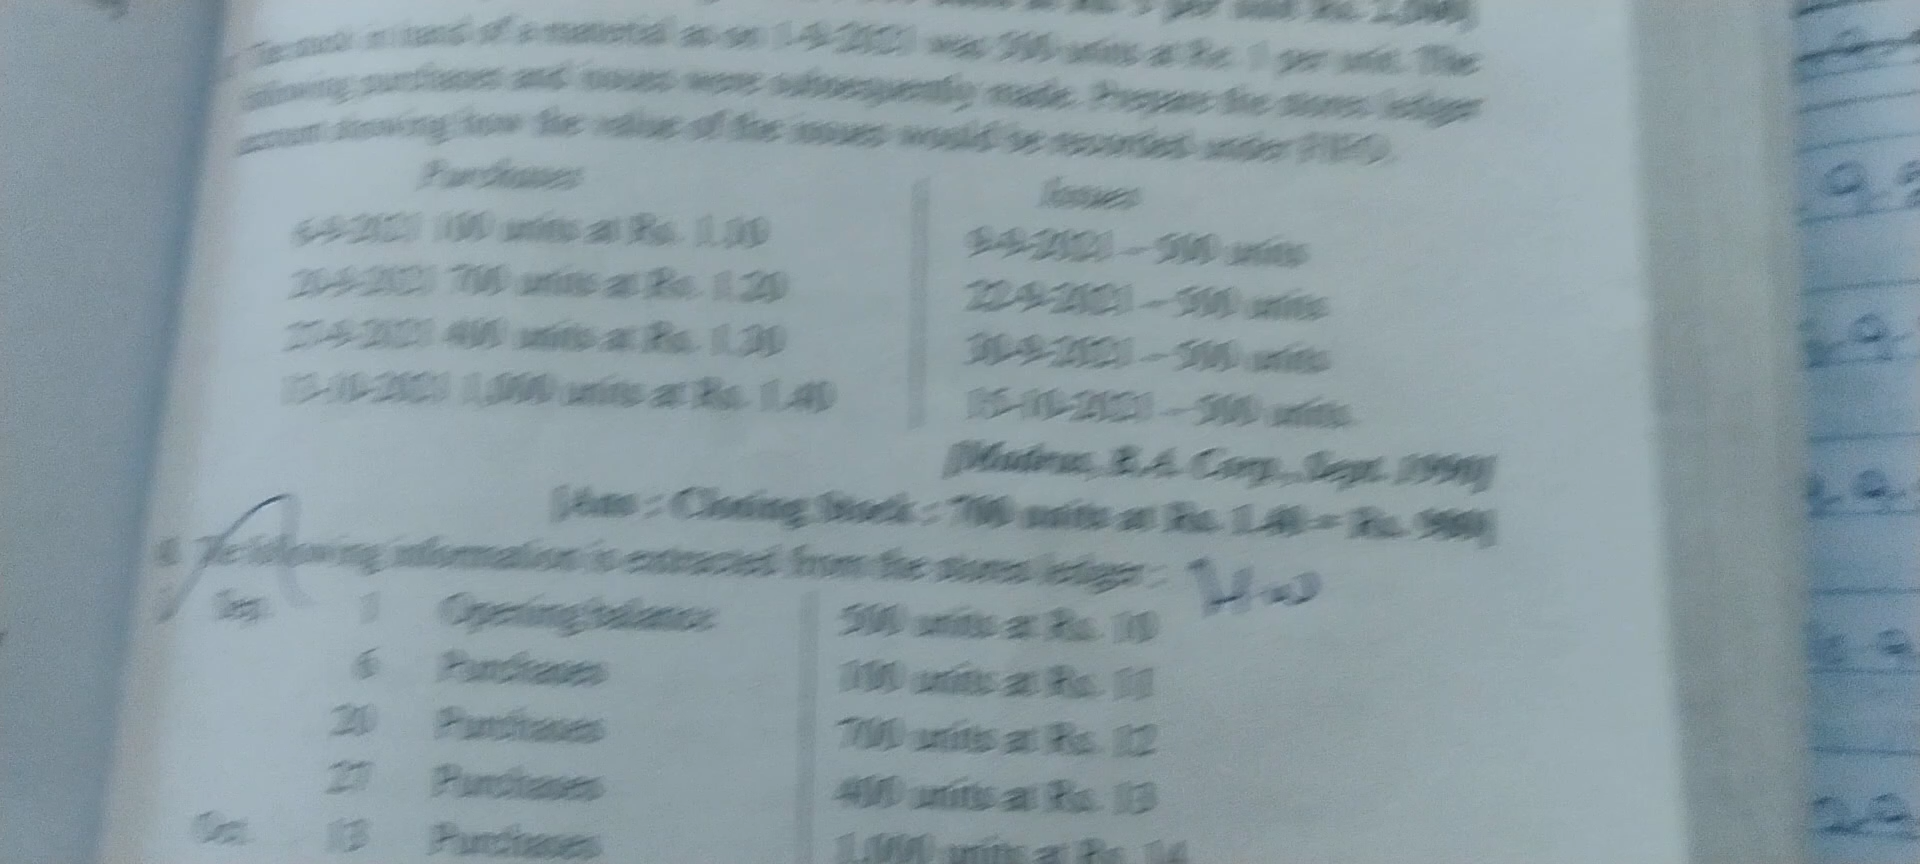 The stock in hand of a material as on 1-9-2021 was 500 units at Re. 1 per unit. The
following purchases and issues were subsequently made. Prepare the stores ledger
account showing how the value of the issues would be recorded under FIFO.
Purchases
Issues
6-9-2021 100 units at Rs. 1.10
9-9-2021 – 500 units
20-9-2021 700 units at Rs. 1.20
22-9-2021 – 500 units
27-9-2021 400 units at Rs. 1.30
30-9-2021 – 500 units
13-10-2021 1,000 units at Rs. 1.40
15-10-2021 – 500 units
[Madras, B.A. Corp., Sept. 1990]
[Ans : Closing Stock : 700 units at Rs. 1.40 = Rs. 980]
The following information is extracted from the stores ledger :
Sep. 1 Opening balance 500 units at Rs. 10
6 Purchases 100 units at Rs. 11
20 Purchases 700 units at Rs. 12
27 Purchases 400 units at Rs. 13
Oct. 13 Purchases 1,000 units at Rs. 14